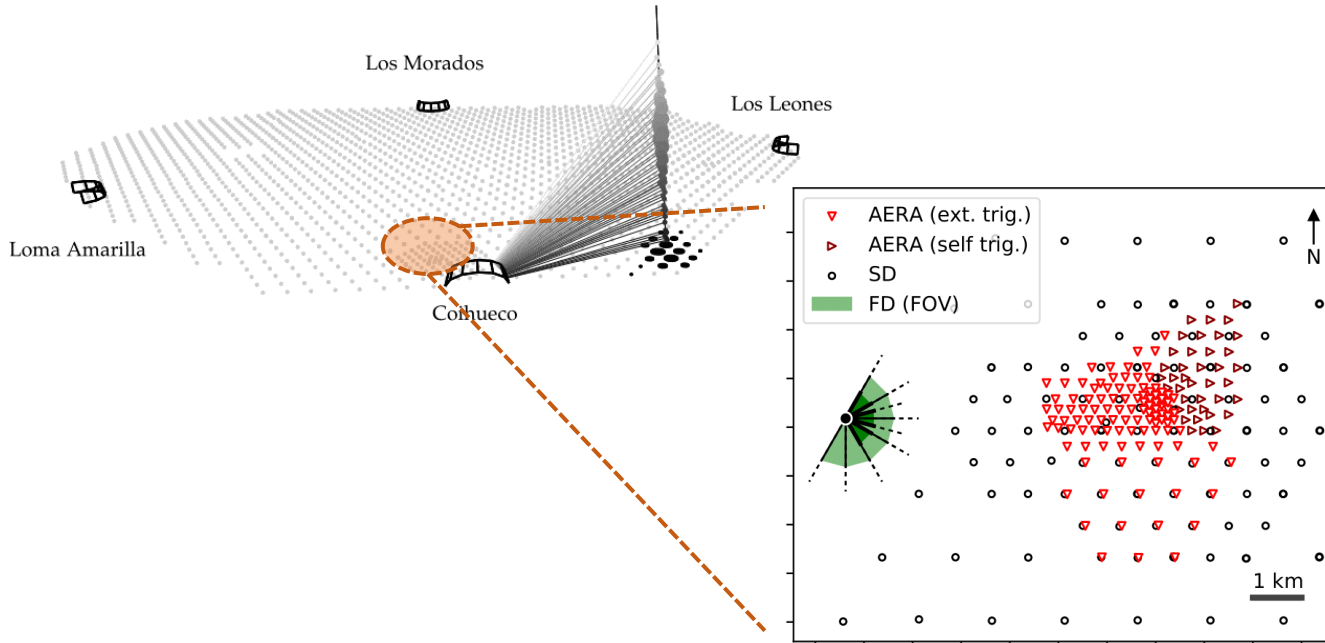 Los Morados
Los Leones
Loma Amarilla
Coihueco
AERA (ext. trig.)
AERA (self trig.)
SD
FD (FOV)
N
1 km